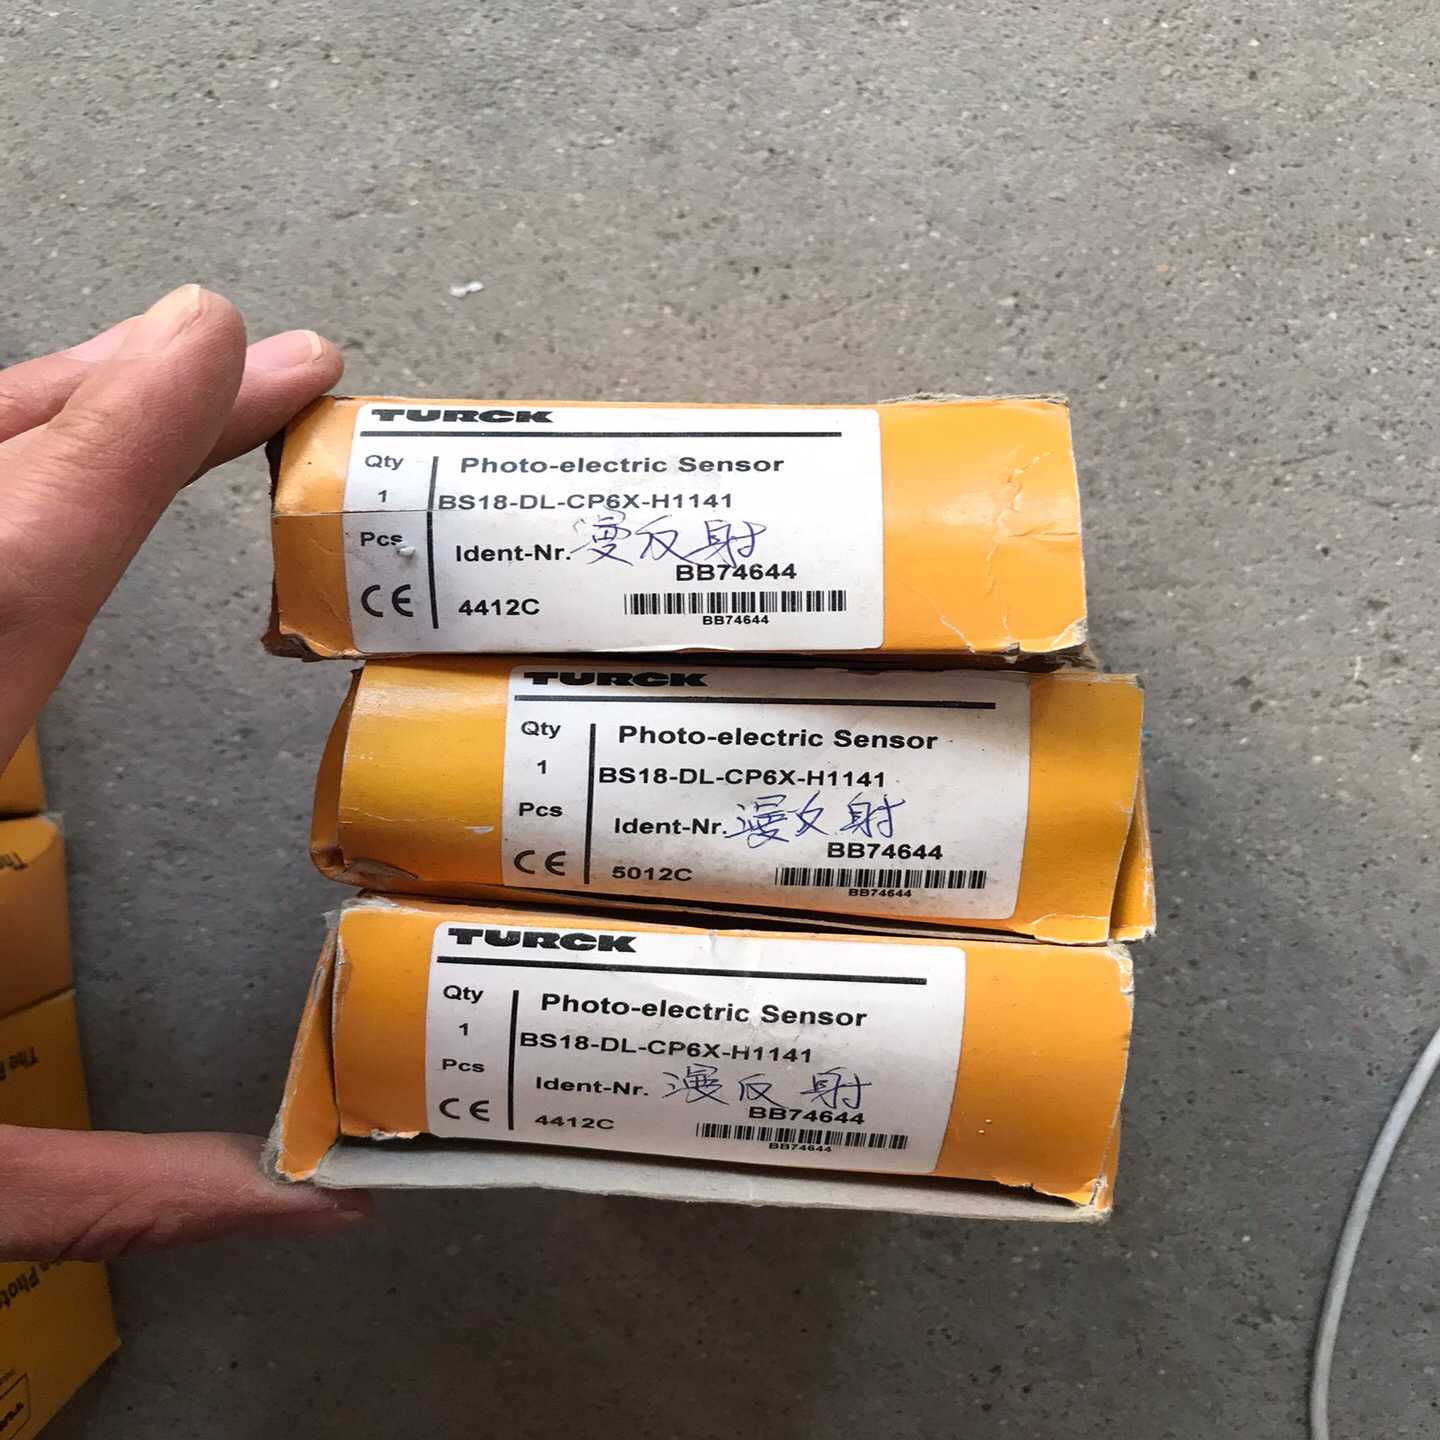 TURCK
Qty
Photo-electric Sensor
1
BS18-DL-CP6X-H1141
Pcs
Ident-Nr. 漫反射
BB74644
CE
4412C
BB74644
TURCK
Qty
Photo-electric Sensor
1
BS18-DL-CP6X-H1141
Pcs
Ident-Nr. 漫反射
BB74644
CE
5012C
BB74644
TURCK
Qty
Photo-electric Sensor
1
BS18-DL-CP6X-H1141
Pcs
Ident-Nr. 漫反射
BB74644
CE
4412C
BB74644
The
The
Phot